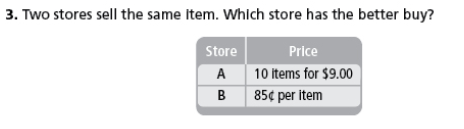 3. Two stores sell the same item. Which store has the better buy?
Store Price
A 10 items for $9.00
B 85¢ per item